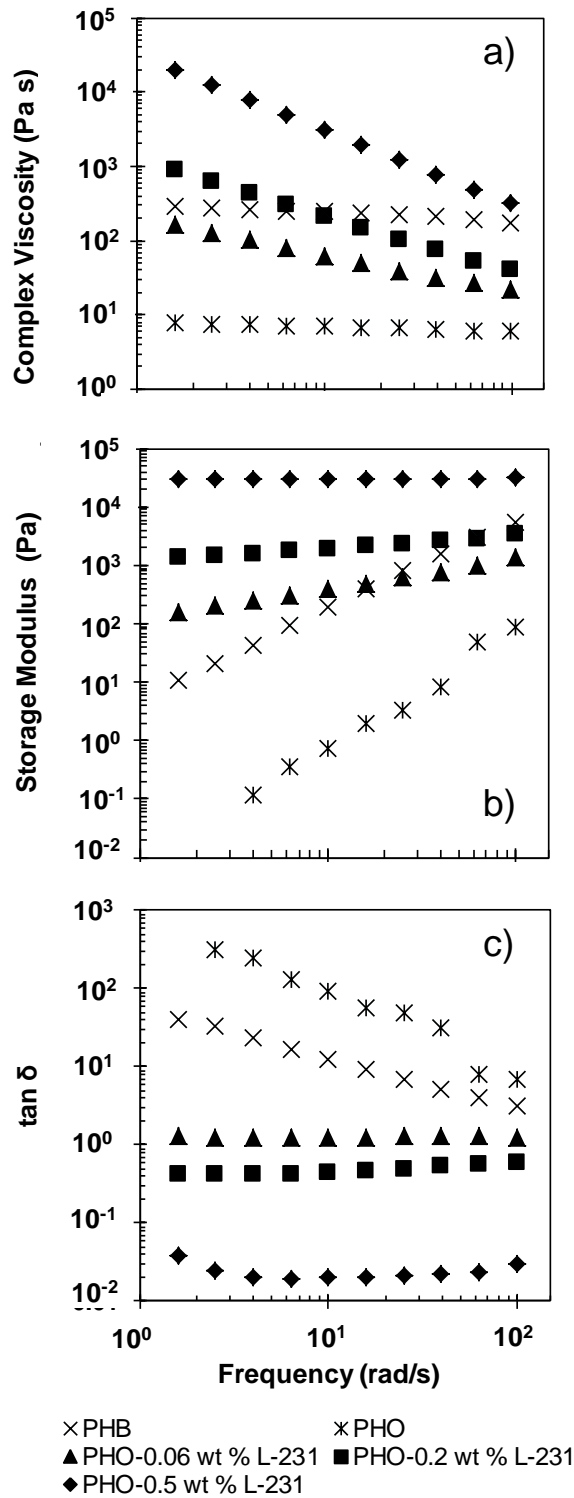 10⁵
a)
10⁴
10³
10²
10¹
10⁰
Complex Viscosity (Pa s)
10⁵
10⁴
10³
10²
10¹
10⁰
10⁻¹
10⁻²
Storage Modulus (Pa)
b)
10³
c)
10²
10¹
10⁰
10⁻¹
10⁻²
tan δ
10⁰ 10¹ 10²
Frequency (rad/s)
PHB PHO
PHO-0.06 wt % L-231 PHO-0.2 wt % L-231
PHO-0.5 wt % L-231